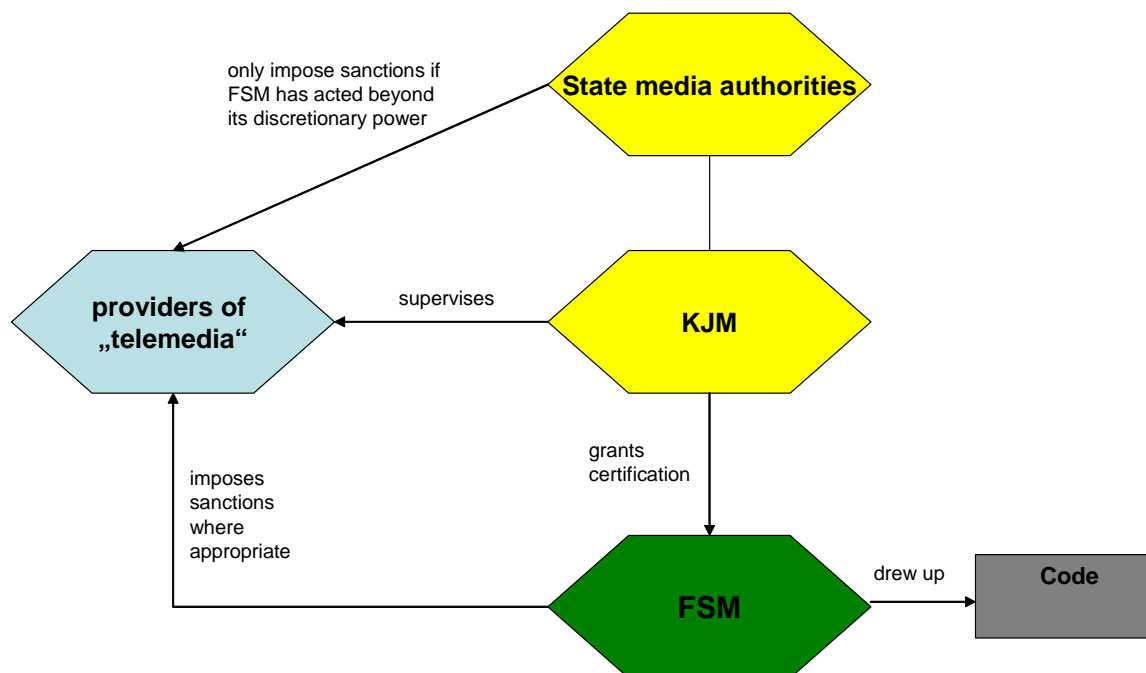 only impose sanctions if
FSM has acted beyond
its discretionary power
State media authorities
providers of
„telemedia“
supervises
KJM
grants
certification
imposes
sanctions
where
appropriate
FSM
drew up
Code